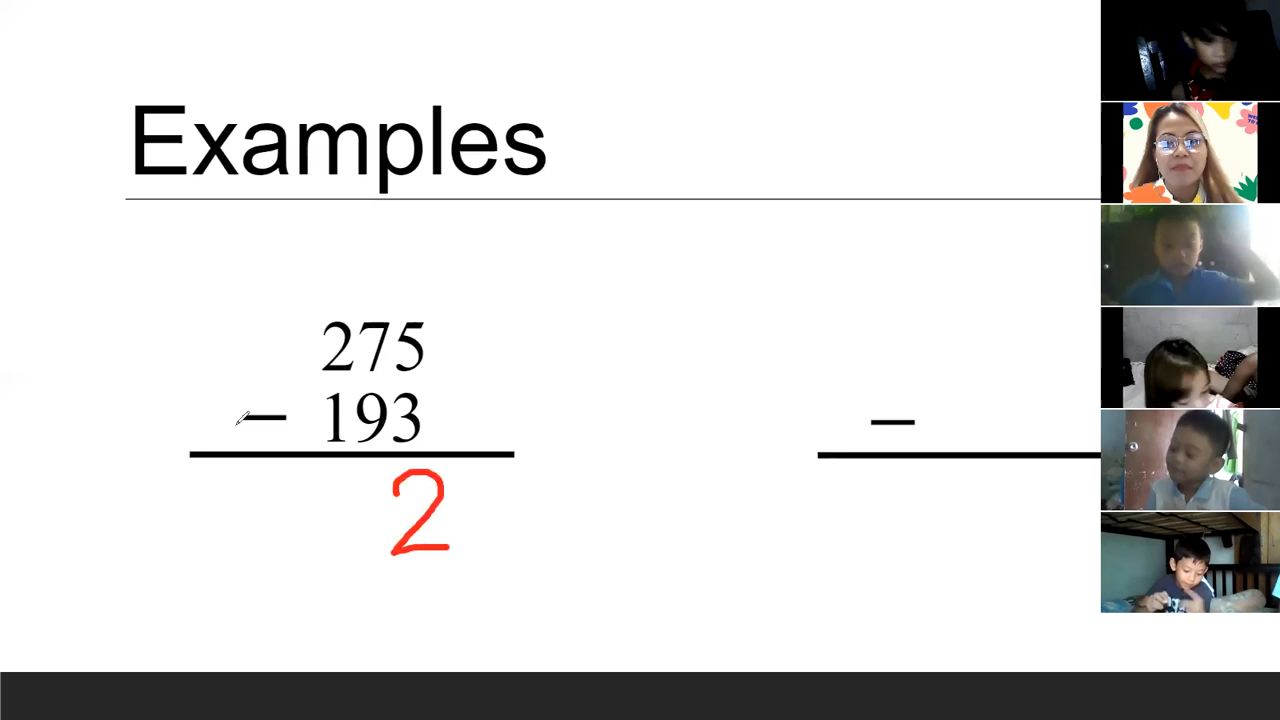 Examples
275
— 193
2
—